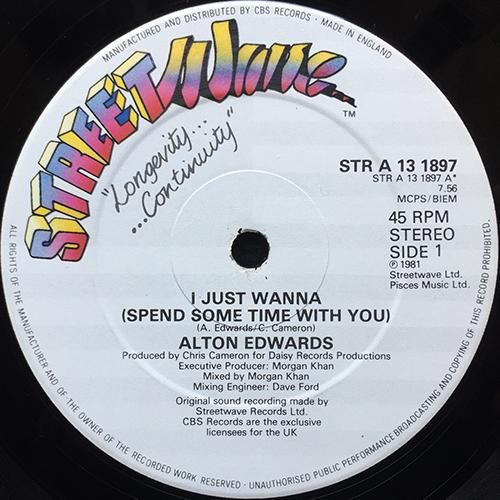 MANUFACTURED AND DISTRIBUTED BY CBS RECORDS · MADE IN ENGLAND
STREET Wave™
"Longevity...
...Continuity"
STR A 13 1897
STR A 13 1897 A*
7.56
MCPS/BIEM
45 RPM
STEREO
SIDE 1
℗ 1981
Streetwave Ltd.
Pisces Music Ltd.
I JUST WANNA
(SPEND SOME TIME WITH YOU)
(A. Edwards/C. Cameron)
ALTON EDWARDS
Produced by Chris Cameron for Daisy Records Productions
Executive Producer: Morgan Khan
Mixed by Morgan Khan
Mixing Engineer: Dave Ford
Original sound recording made by
Streetwave Records Ltd.
CBS Records are the exclusive
licensees for the UK
ALL RIGHTS OF THE MANUFACTURER AND OF THE OWNER OF THE RECORDED WORK RESERVED · UNAUTHORISED PUBLIC PERFORMANCE BROADCASTING AND COPYING OF THIS RECORD PROHIBITED.